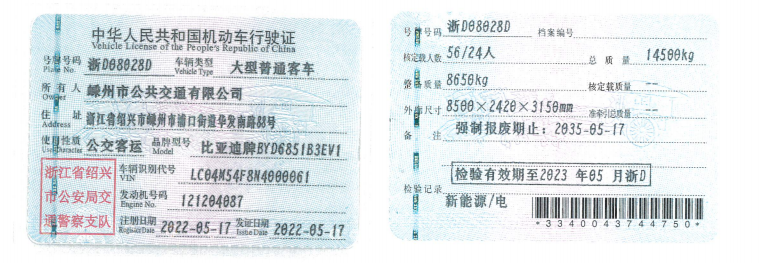 中华人民共和国机动车行驶证
Vehicle License of the People's Republic of China
号牌号码 浙D08028D 车辆类型 大型普通客车
Plate No. Vehicle Type
所有人 嵊州市公共交通有限公司
Owner
住址 浙江省绍兴市嵊州市浦口街道华发南路88号
Address
使用性质 公交客运 品牌型号 比亚迪牌BYD6851B3EV1
Use Character Model
浙江省绍兴
市公安局交
通警察支队
车辆识别代号 LC04M54F8N4000061
VIN
发动机号码 121204087
Engine No.
注册日期 2022-05-17 发证日期 2022-05-17
Register Date Issue Date
号牌号码 浙D08028D 档案编号
核定载人数 56/24人 总质量 14500kg
整备质量 8650kg 核定载质量 --
外廓尺寸 8500×2420×3150mm 准牵引总质量 --
备注 强制报废期止：2035-05-17
检验有效期至2023年05月浙D
检验记录
新能源/电
*3340043744750*